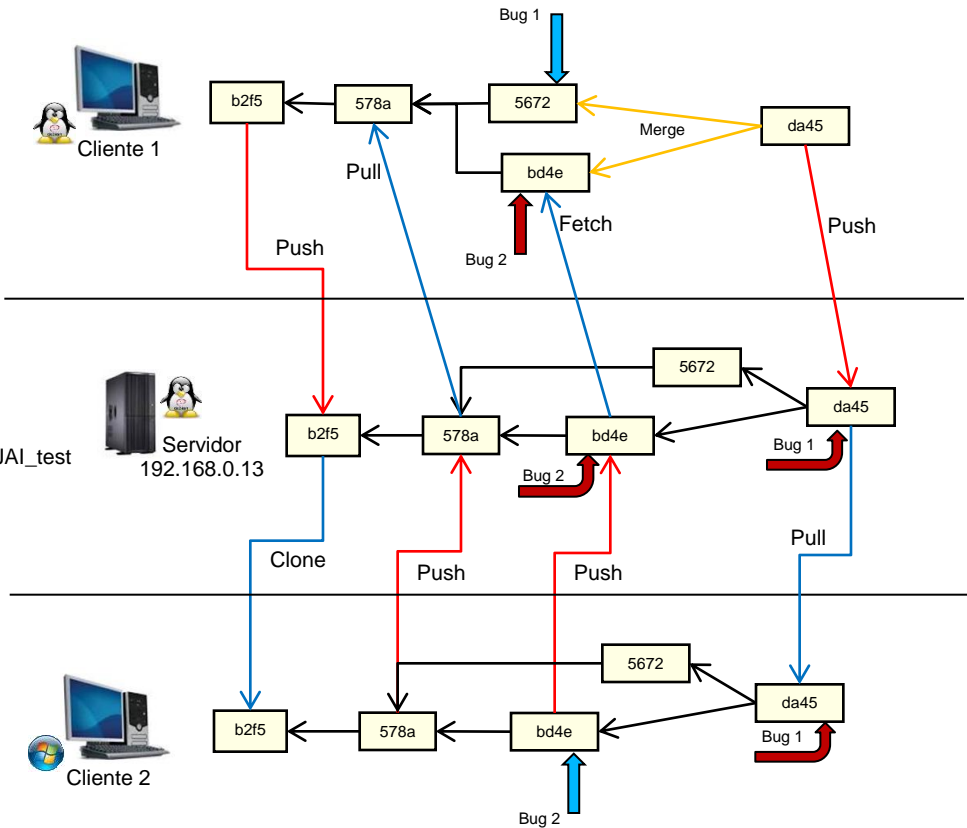 Bug 1
b2f5
578a
5672
da45
Merge
Cliente 1
Pull
bd4e
Fetch
Push
Push
Bug 2
5672
da45
b2f5
578a
bd4e
Servidor
192.168.0.13
JAI_test
Bug 1
Bug 2
Pull
Clone
Push
Push
5672
da45
b2f5
578a
bd4e
Bug 1
Cliente 2
Bug 2